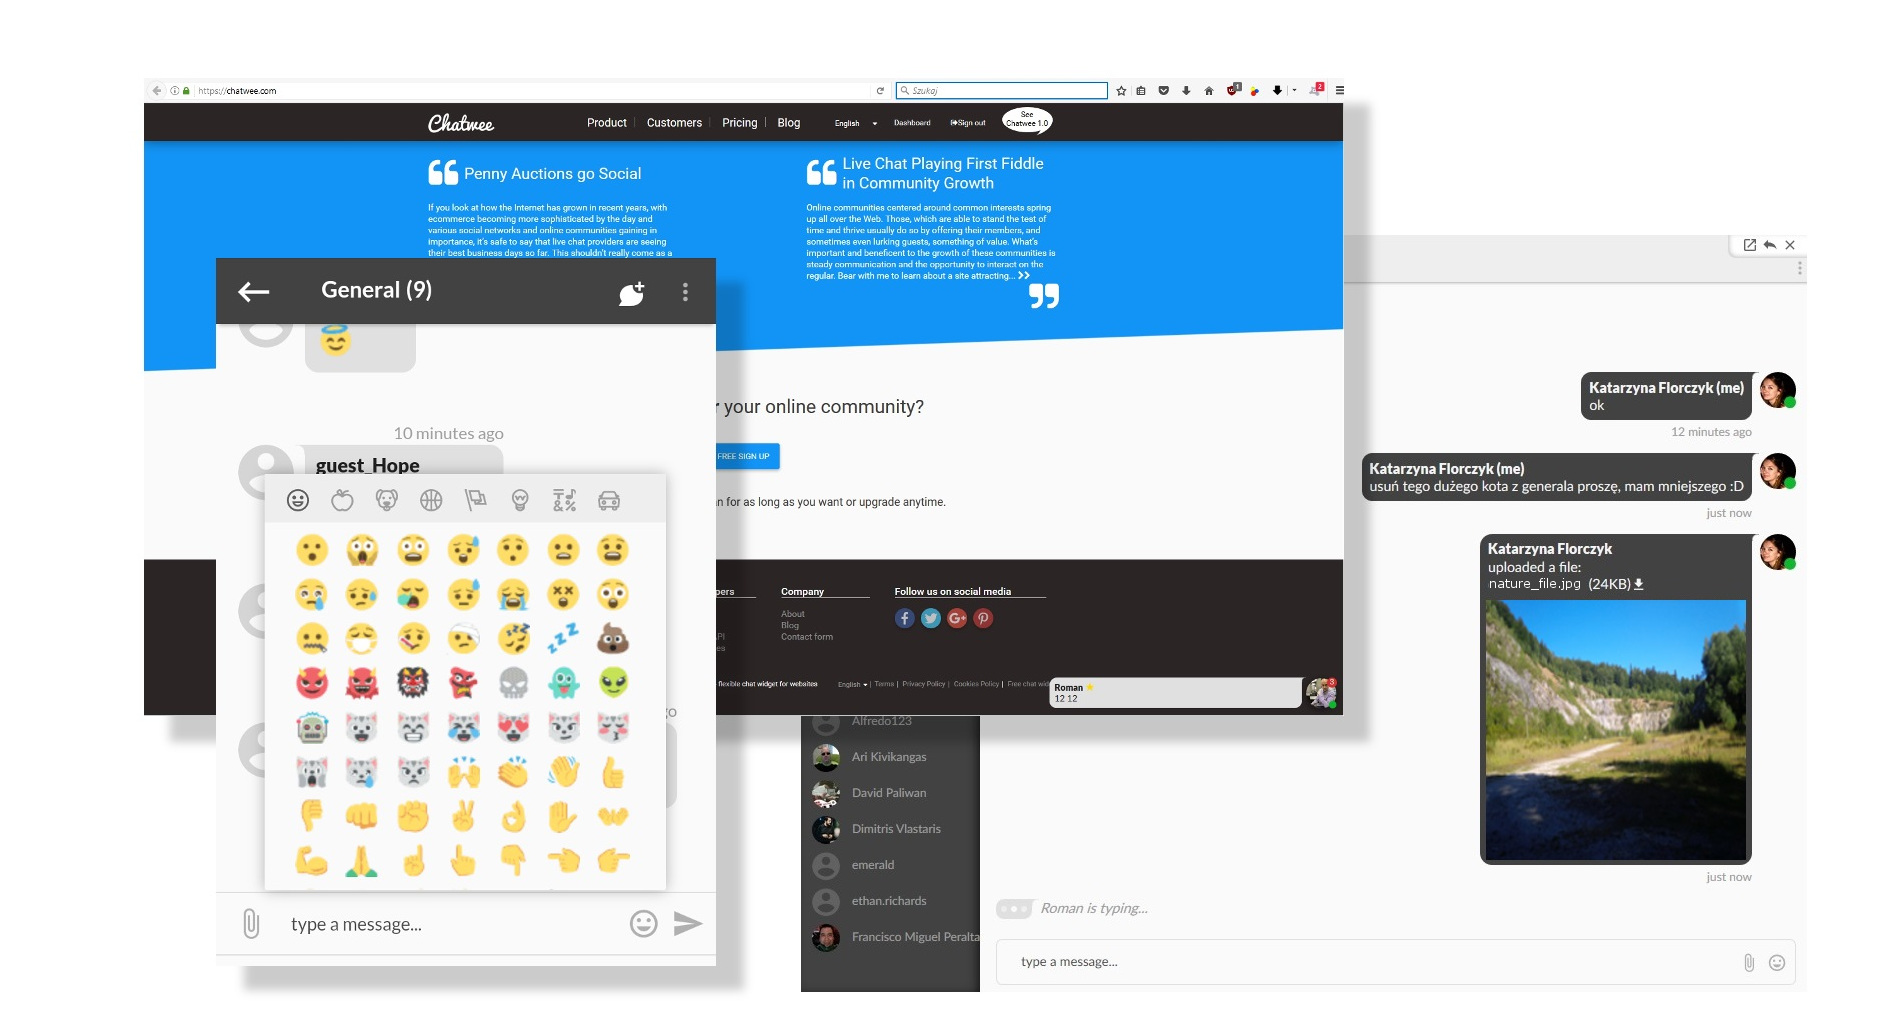 https://chatwee.com
Szukaj
1
2
Chatwee
Product
Customers
Pricing
Blog
English
Dashboard
Sign out
See
Chatwee 1.0
Penny Auctions go Social
If you look at how the Internet has grown in recent years, with
ecommerce becoming more sophisticated by the day and
various social networks and online communities gaining in
importance, it's safe to say that live chat providers are seeing
their best business days so far. This shouldn't really come as a
Live Chat Playing First Fiddle
in Community Growth
Online communities centered around common interests spring
up all over the Web. Those, which are able to stand the test of
time and thrive usually do so by offering their members, and
sometimes even lurking guests, something of value. What's
important and beneficent to the growth of these communities is
steady communication and the opportunity to interact on the
regular. Bear with me to learn about a site attracting... >>
r your online community?
FREE SIGN UP
n for as long as you want or upgrade anytime.
pers
API
es
Company
About
Blog
Contact form
Follow us on social media
flexible chat widget for websites
English | Terms | Privacy Policy | Cookies Policy | Free chat wid
Roman
12 12
3
General (9)
10 minutes ago
guest_Hope
go
type a message...
Alfredo123
Ari Kivikangas
David Paliwan
Dimitris Vlastaris
emerald
ethan.richards
Francisco Miguel Peralta
Katarzyna Florczyk (me)
ok
12 minutes ago
Katarzyna Florczyk (me)
usuń tego dużego kota z generala proszę, mam mniejszego :D
just now
Katarzyna Florczyk
uploaded a file:
nature_file.jpg (24KB)
just now
Roman is typing...
type a message...